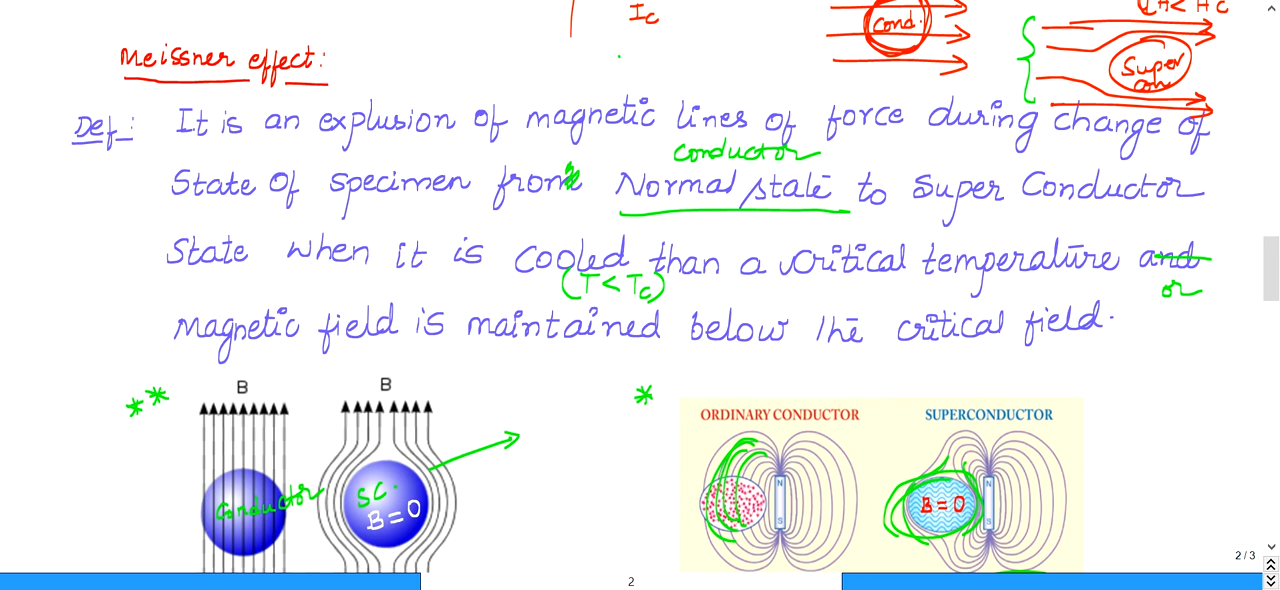 Ic
Cond.
H < Hc
Super
con
Meissner effect:
Def:- It is an explusion of magnetic lines of force during change of
conductor
State of specimen from Normal state to Super Conductor
State when it is cooled than a critical temperature and
(T < Tc)
or
magnetic field is maintained below the critical field.
**
B
B
*
ORDINARY CONDUCTOR
SUPERCONDUCTOR
Conductor
SC.
B = 0
N
S
B = 0
N
S
2 / 3
2